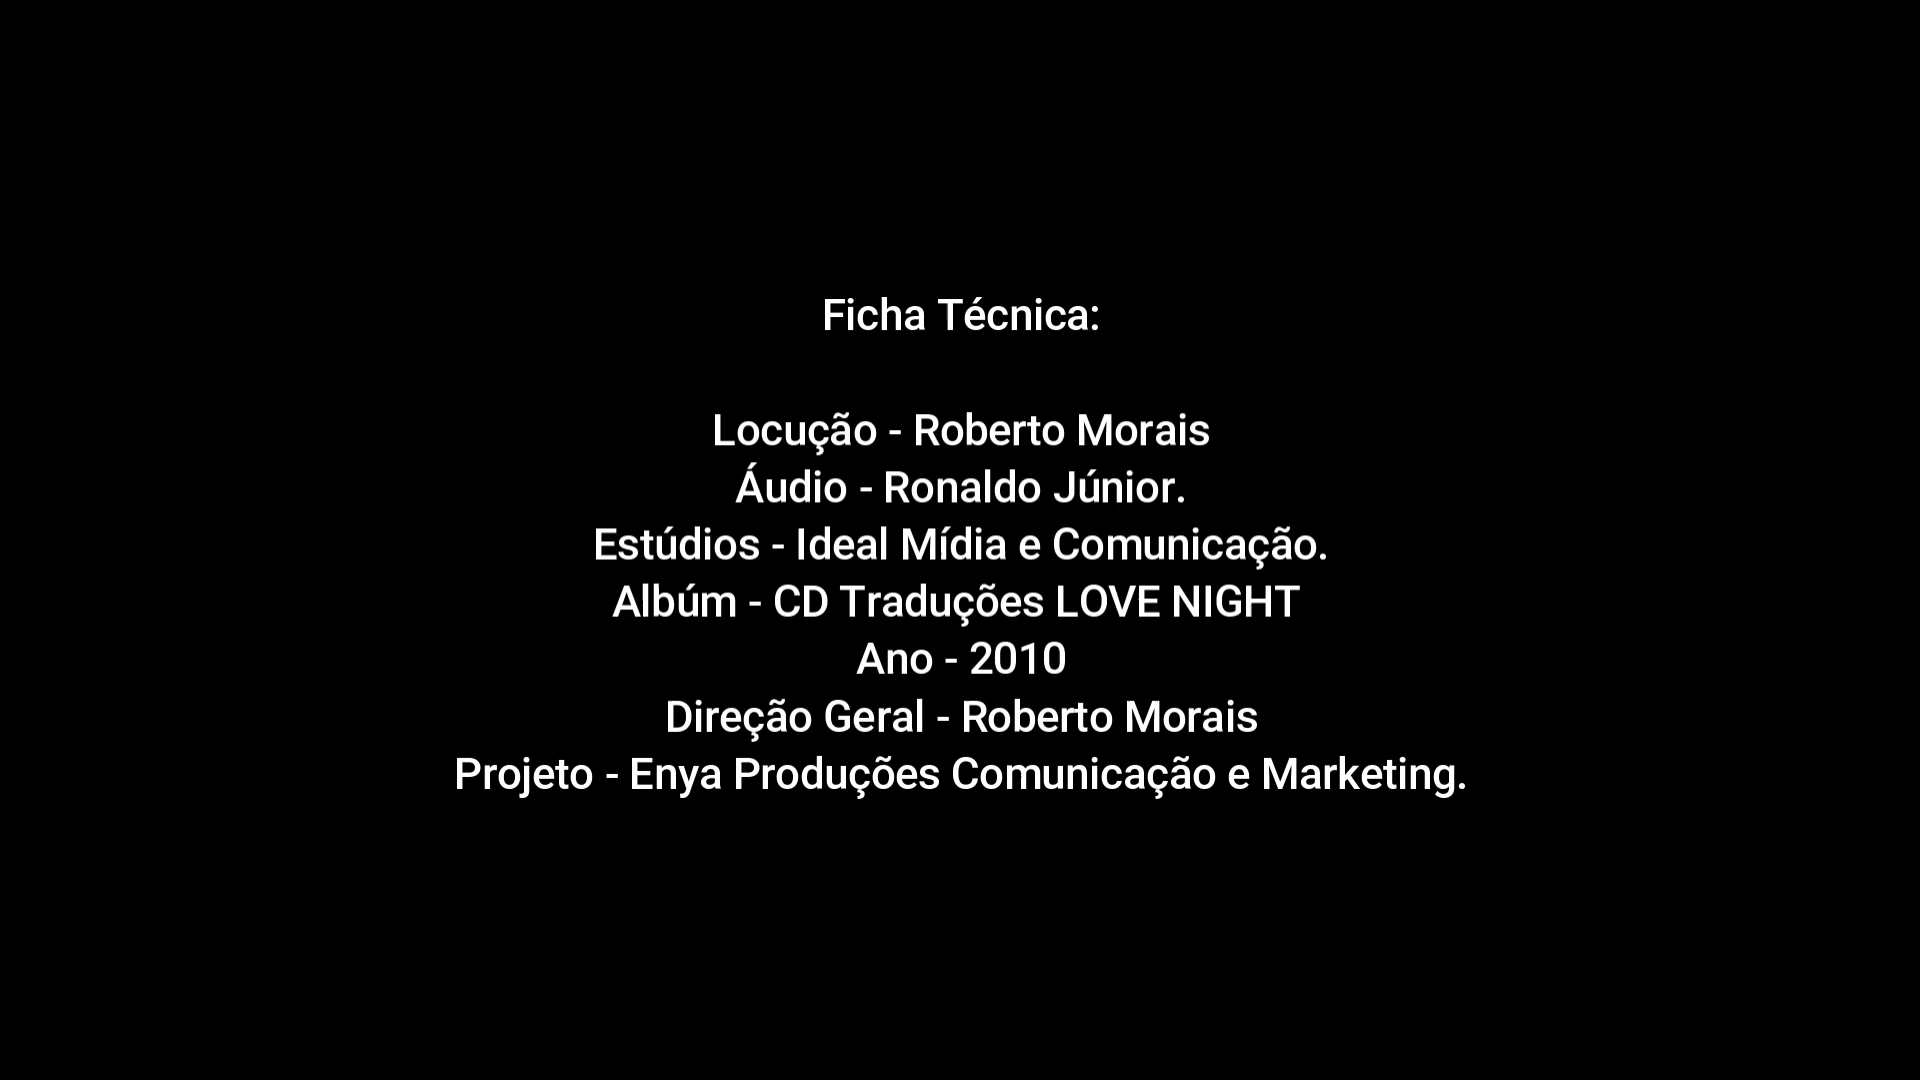 Ficha Técnica:
Locução - Roberto Morais
Áudio - Ronaldo Júnior.
Estúdios - Ideal Mídia e Comunicação.
Albúm - CD Traduções LOVE NIGHT
Ano - 2010
Direção Geral - Roberto Morais
Projeto - Enya Produções Comunicação e Marketing.